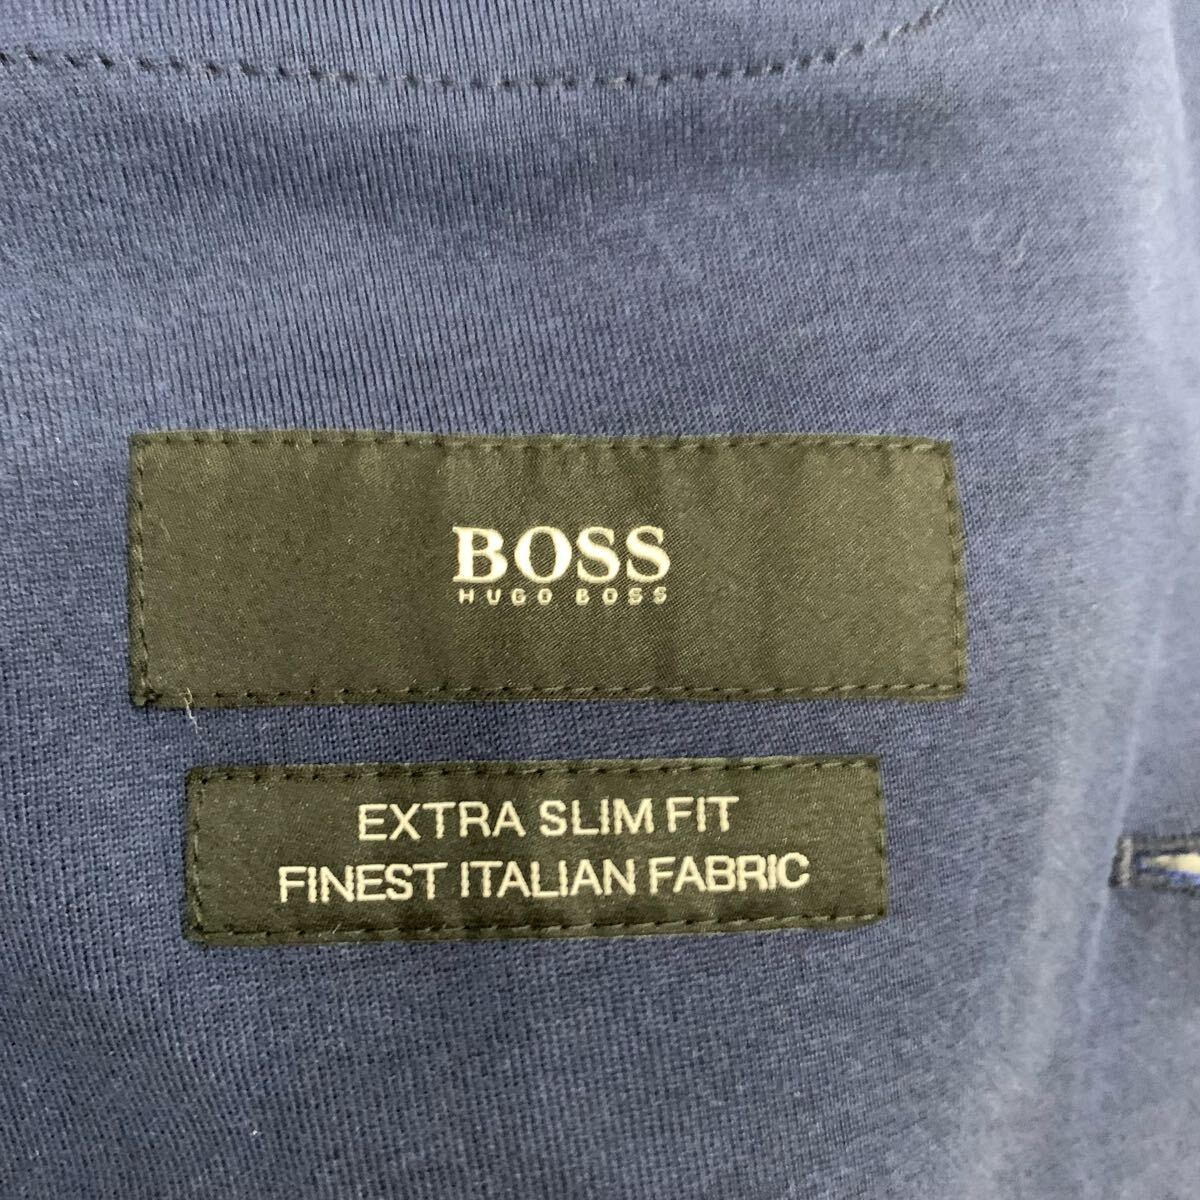 BOSS
HUGO BOSS
EXTRA SLIM FIT
FINEST ITALIAN FABRIC